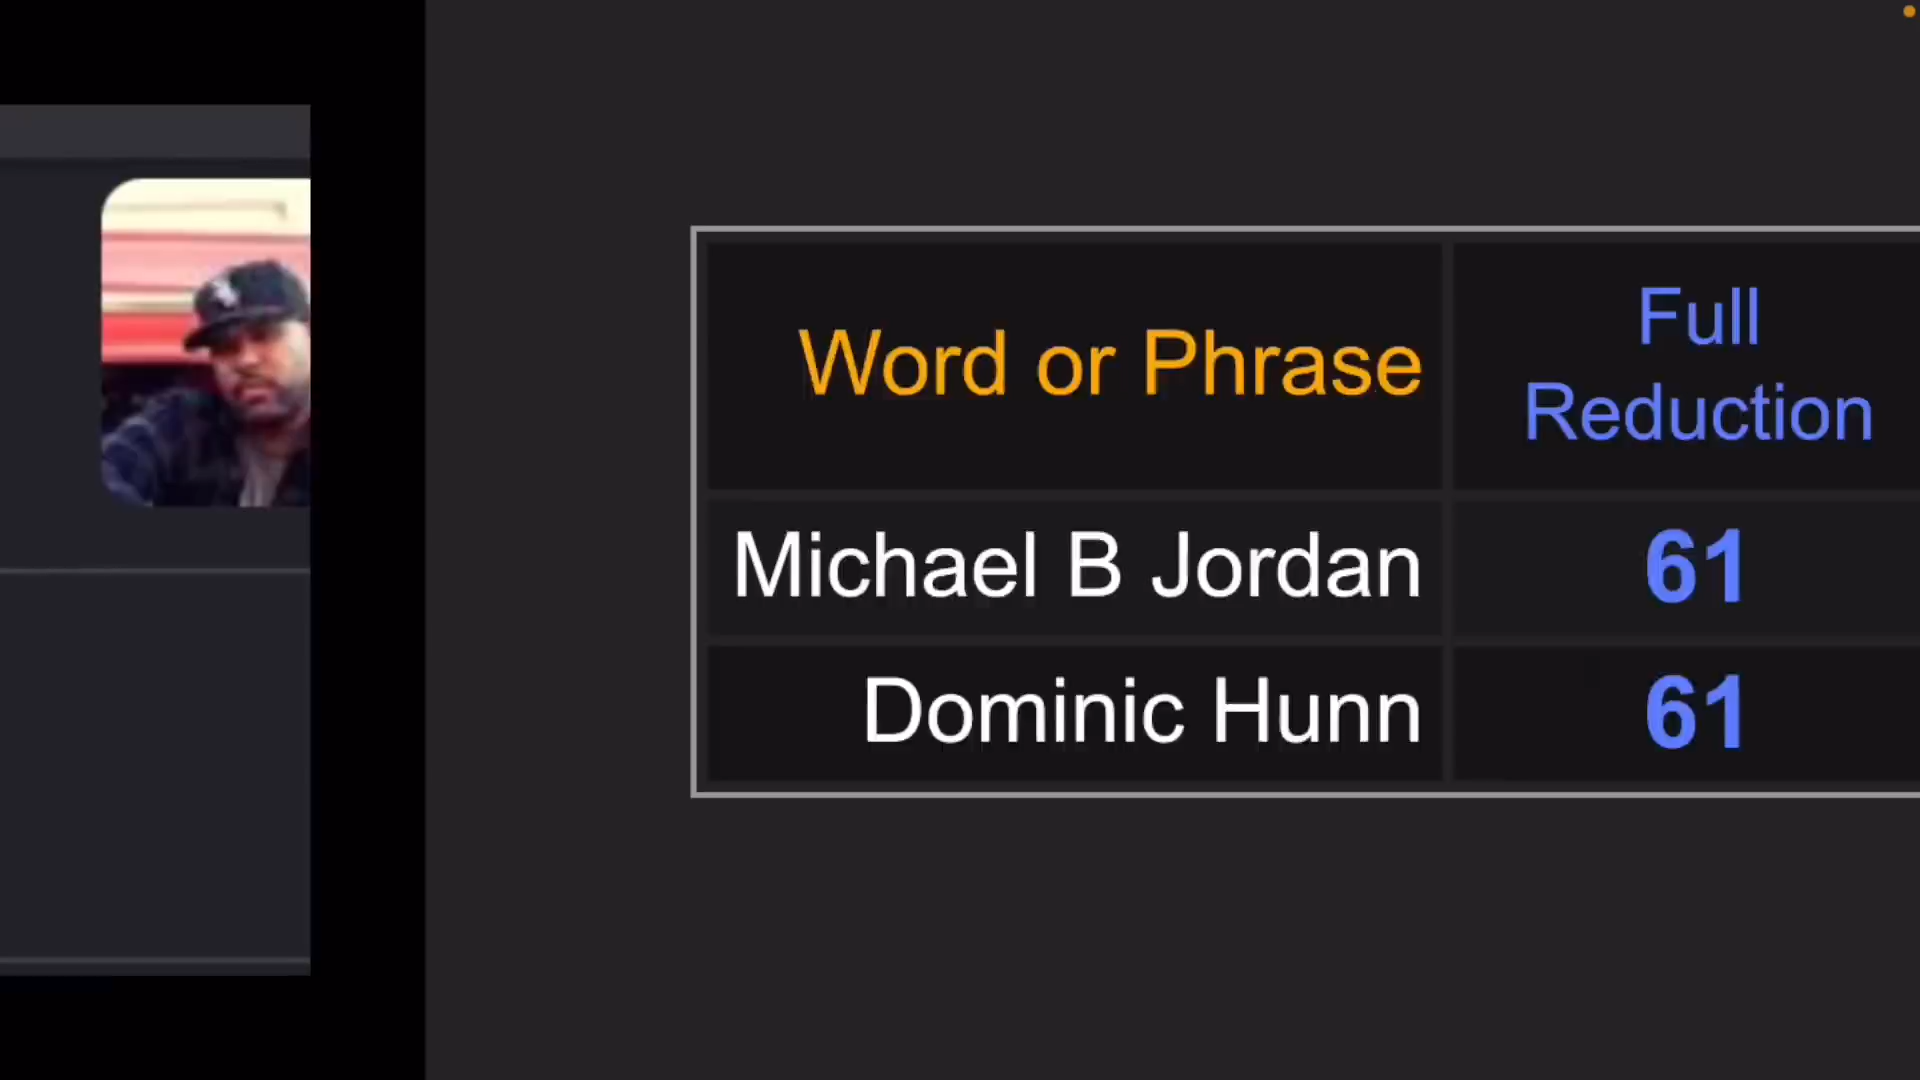 Word or Phrase
Full
Reduction
Michael B Jordan
61
Dominic Hunn
61